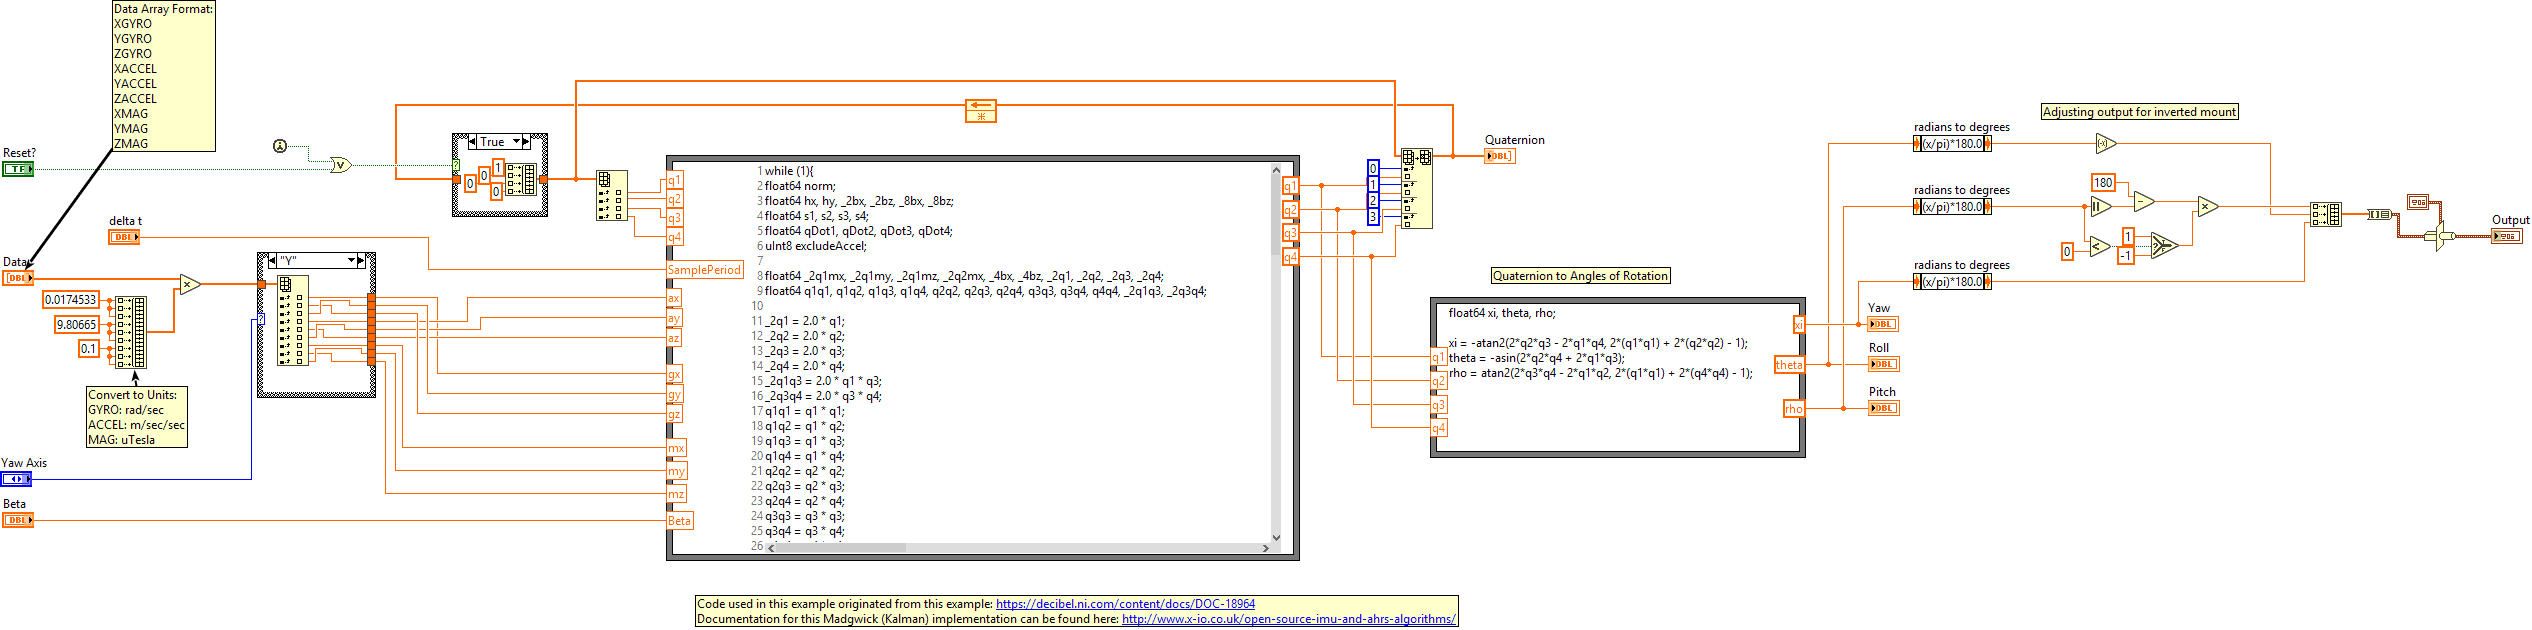 Data Array Format:
XGYRO
YGYRO
ZGYRO
XACCEL
YACCEL
ZACCEL
XMAG
YMAG
ZMAG
Reset?
TF
delta t
DBL
Data
DBL
0.0174533
9.80665
0.1
Convert to Units:
GYRO: rad/sec
ACCEL: m/sec/sec
MAG: uTesla
Yaw Axis
Beta
DBL
"Y"
True
1
0
0
0
q1
q2
q3
q4
SamplePeriod
ax
ay
az
gx
gy
gz
mx
my
mz
Beta
1 while (1){
2 float64 norm;
3 float64 hx, hy, _2bx, _2bz, _8bx, _8bz;
4 float64 s1, s2, s3, s4;
5 float64 qDot1, qDot2, qDot3, qDot4;
6 uInt8 excludeAccel;
7
8 float64 _2q1mx, _2q1my, _2q1mz, _2q2mx, _4bx, _4bz, _2q1, _2q2, _2q3, _2q4;
9 float64 q1q1, q1q2, q1q3, q1q4, q2q2, q2q3, q2q4, q3q3, q3q4, q4q4, _2q1q3, _2q3q4;
10
11 _2q1 = 2.0 * q1;
12 _2q2 = 2.0 * q2;
13 _2q3 = 2.0 * q3;
14 _2q4 = 2.0 * q4;
15 _2q1q3 = 2.0 * q1 * q3;
16 _2q3q4 = 2.0 * q3 * q4;
17 q1q1 = q1 * q1;
18 q1q2 = q1 * q2;
19 q1q3 = q1 * q3;
20 q1q4 = q1 * q4;
21 q2q2 = q2 * q2;
22 q2q3 = q2 * q3;
23 q2q4 = q2 * q4;
24 q3q3 = q3 * q3;
25 q3q4 = q3 * q4;
26
q1
q2
q3
q4
0
1
2
3
Quaternion
DBL
Quaternion to Angles of Rotation
q1
q2
q3
q4
float64 xi, theta, rho;
xi = -atan2(2*q2*q3 - 2*q1*q4, 2*(q1*q1) + 2*(q2*q2) - 1);
theta = -asin(2*q2*q4 + 2*q1*q3);
rho = atan2(2*q3*q4 - 2*q1*q2, 2*(q1*q1) + 2*(q4*q4) - 1);
xi
theta
rho
Yaw
DBL
Roll
DBL
Pitch
DBL
Adjusting output for inverted mount
radians to degrees
(x/pi)*180.0
radians to degrees
(x/pi)*180.0
radians to degrees
(x/pi)*180.0
180
0
1
-1
Output
Code used in this example originated from this example: https://decibel.ni.com/content/docs/DOC-18964
Documentation for this Madgwick (Kalman) implementation can be found here: http://www.x-io.co.uk/open-source-imu-and-ahrs-algorithms/